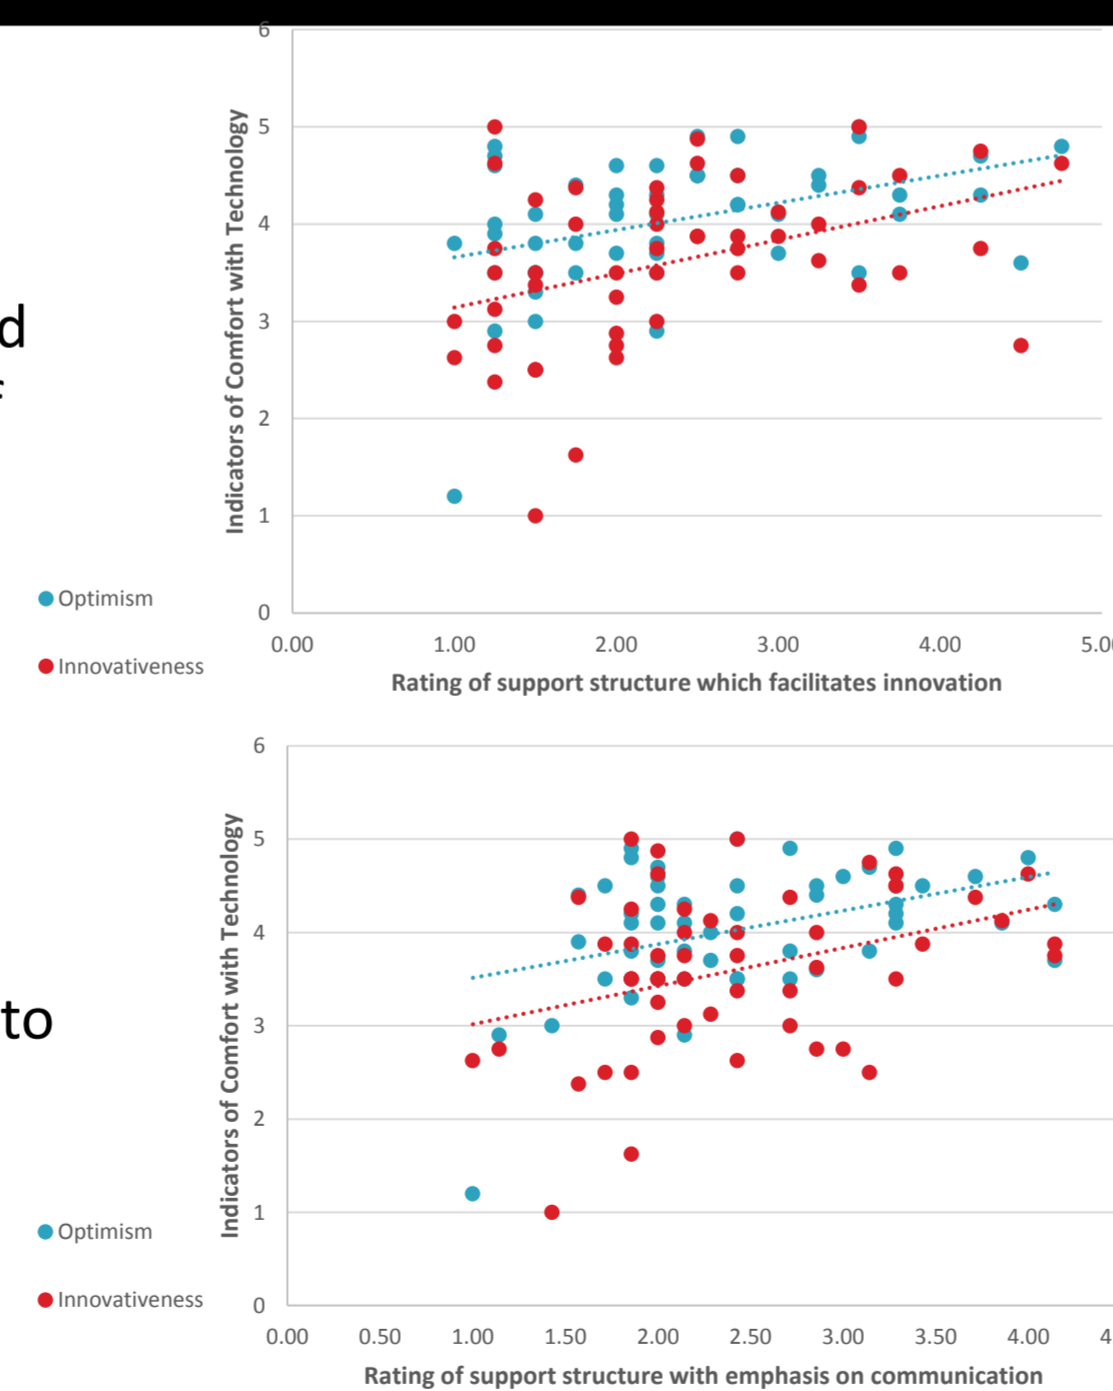 6
Indicators of Comfort with Technology
5
4
d
3
2
1
Optimism
0
0.00 1.00 2.00 3.00 4.00 5.00
Innovativeness
Rating of support structure which facilitates innovation
6
Indicators of Comfort with Technology
5
4
to
3
2
1
Optimism
Innovativeness
0
0.00 0.50 1.00 1.50 2.00 2.50 3.00 3.50 4.00 4
Rating of support structure with emphasis on communication